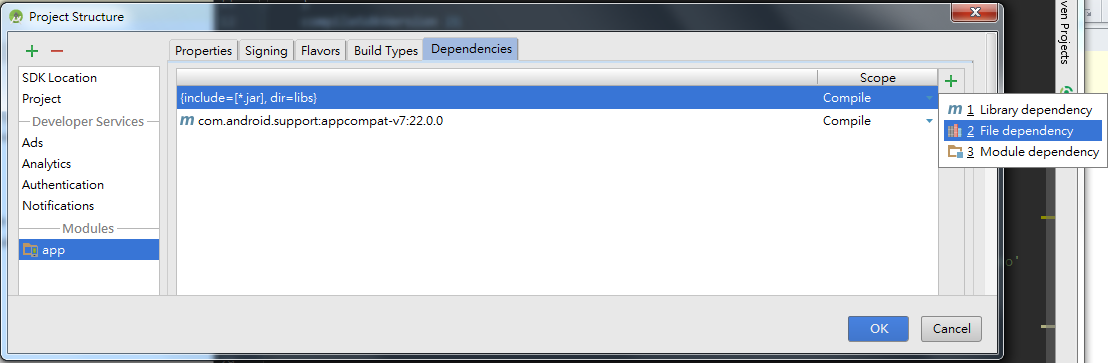 Project Structure
Properties
Signing
Flavors
Build Types
Dependencies
SDK Location
Project
Developer Services
Ads
Analytics
Authentication
Notifications
Modules
app
Scope
{include=[*.jar], dir=libs}
Compile
m com.android.support:appcompat-v7:22.0.0
Compile
m 1 Library dependency
2 File dependency
3 Module dependency
OK
Cancel
ven Projects